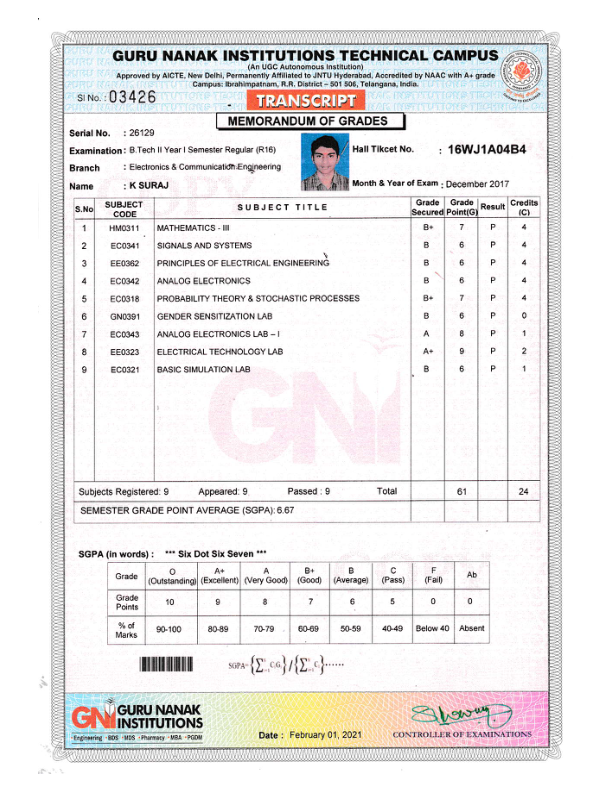 GURU NANAK INSTITUTIONS TECHNICAL CAMPUS
(An UGC Autonomous Institution)
Approved by AICTE, New Delhi, Permanently Affiliated to JNTU Hyderabad, Accredited by NAAC with A+ grade
Campus: Ibrahimpatnam, R.R. District – 501 506, Telangana, India.
Sl No. : 03426
TRANSCRIPT
MEMORANDUM OF GRADES
Serial No. : 26129
Examination : B.Tech II Year I Semester Regular (R16) Hall Tikcet No. : 16WJ1A04B4
Branch : Electronics & Communication Engineering
Name : K SURAJ Month & Year of Exam : December 2017
S.No SUBJECT CODE SUBJECT TITLE Grade Secured Grade Point(G) Result Credits (C)
1 HM0311 MATHEMATICS - III B+ 7 P 4
2 EC0341 SIGNALS AND SYSTEMS B 6 P 4
3 EE0362 PRINCIPLES OF ELECTRICAL ENGINEERING B 6 P 4
4 EC0342 ANALOG ELECTRONICS B 6 P 4
5 EC0318 PROBABILITY THEORY & STOCHASTIC PROCESSES B+ 7 P 4
6 GN0391 GENDER SENSITIZATION LAB B 6 P 0
7 EC0343 ANALOG ELECTRONICS LAB – I A 8 P 1
8 EE0323 ELECTRICAL TECHNOLOGY LAB A+ 9 P 2
9 EC0321 BASIC SIMULATION LAB B 6 P 1
GNI
Subjects Registered: 9 Appeared: 9 Passed : 9 Total 61 24
SEMESTER GRADE POINT AVERAGE (SGPA): 6.67
SGPA (in words) : *** Six Dot Six Seven ***
Grade O (Outstanding) A+ (Excellent) A (Very Good) B+ (Good) B (Average) C (Pass) F (Fail) Ab
Grade Points 10 9 8 7 6 5 0 0
% of Marks 90-100 80-89 70-79 60-69 50-59 40-49 Below 40 Absent
GNI GURU NANAK
INSTITUTIONS
Engineering • BDS • MDS • Pharmacy • MBA • PGDM
Date : February 01, 2021
CONTROLLER OF EXAMINATIONS